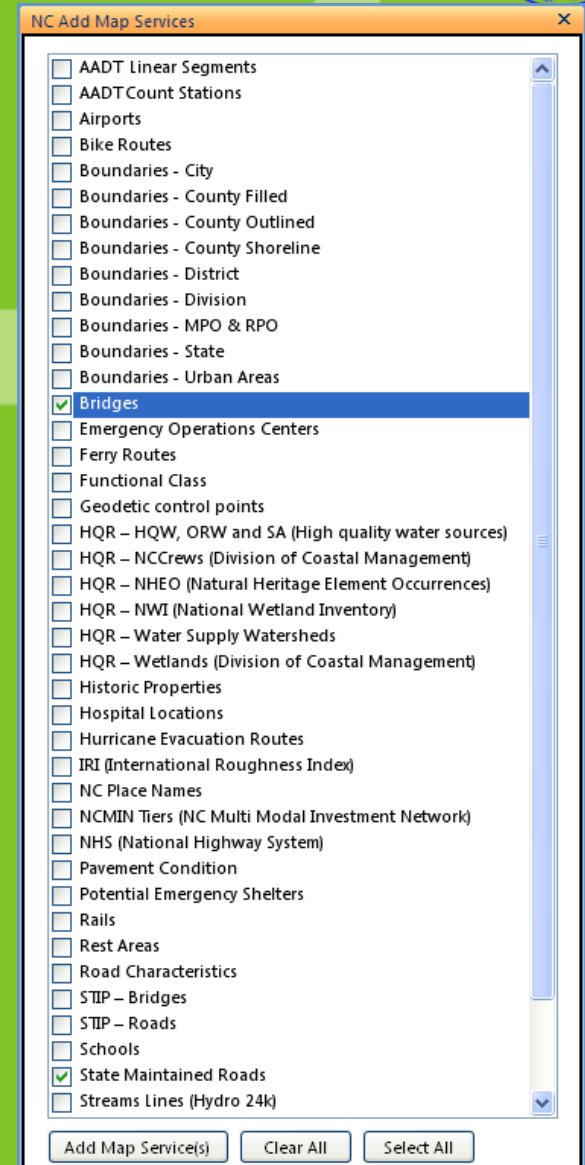 NC Add Map Services
AADT Linear Segments
AADT Count Stations
Airports
Bike Routes
Boundaries - City
Boundaries - County Filled
Boundaries - County Outlined
Boundaries - County Shoreline
Boundaries - District
Boundaries - Division
Boundaries - MPO & RPO
Boundaries - State
Boundaries - Urban Areas
Bridges
Emergency Operations Centers
Ferry Routes
Functional Class
Geodetic control points
HQR – HQW, ORW and SA (High quality water sources)
HQR – NCCrews (Division of Coastal Management)
HQR – NHEO (Natural Heritage Element Occurrences)
HQR – NWI (National Wetland Inventory)
HQR – Water Supply Watersheds
HQR – Wetlands (Division of Coastal Management)
Historic Properties
Hospital Locations
Hurricane Evacuation Routes
IRI (International Roughness Index)
NC Place Names
NCMIN Tiers (NC Multi Modal Investment Network)
NHS (National Highway System)
Pavement Condition
Potential Emergency Shelters
Rails
Rest Areas
Road Characteristics
STIP – Bridges
STIP – Roads
Schools
State Maintained Roads
Streams Lines (Hydro 24k)
Add Map Service(s) Clear All Select All